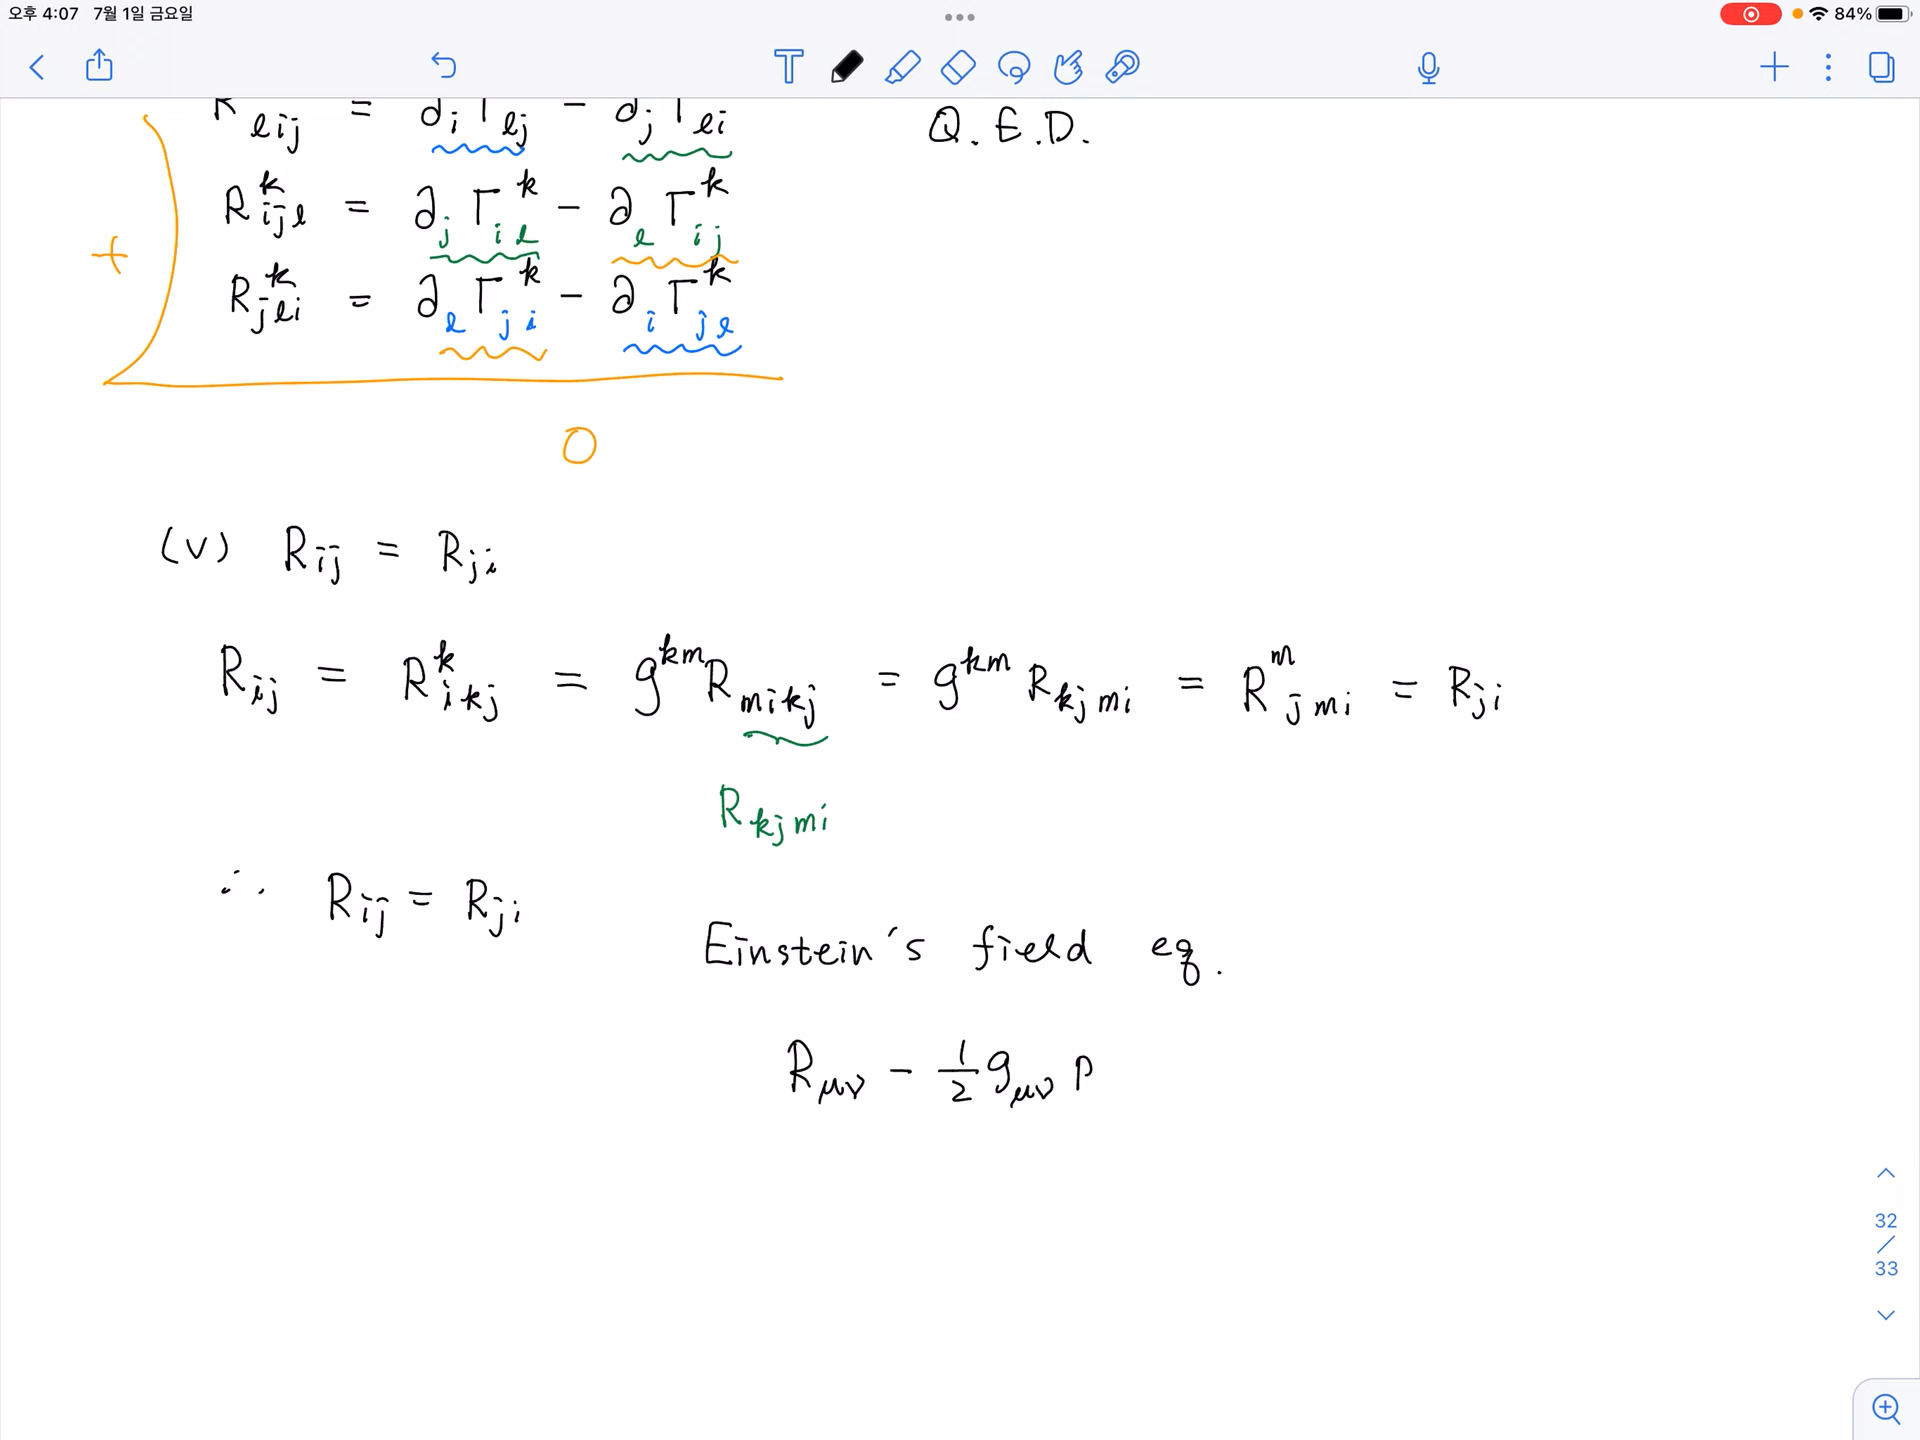 오후 4:07 7월 1일 금요일
84%
T
R^k_{lij} = ∂_i Γ^k_{lj} − ∂_j Γ^k_{li}
Q.E.D.
R^k_{ijl} = ∂_j Γ^k_{il} − ∂_l Γ^k_{ij}
+
R^k_{jli} = ∂_l Γ^k_{ji} − ∂_i Γ^k_{jl}
0
(v) R_{ij} = R_{ji}
R_{ij} = R^k_{ikj} = g^{km} R_{mikj} = g^{km} R_{kjmi} = R^m_{jmi} = R_{ji}
R_{kjmi}
∴ R_{ij} = R_{ji}
Einstein's field eq.
R_{μν} − 1/2 g_{μν}
32
/
33